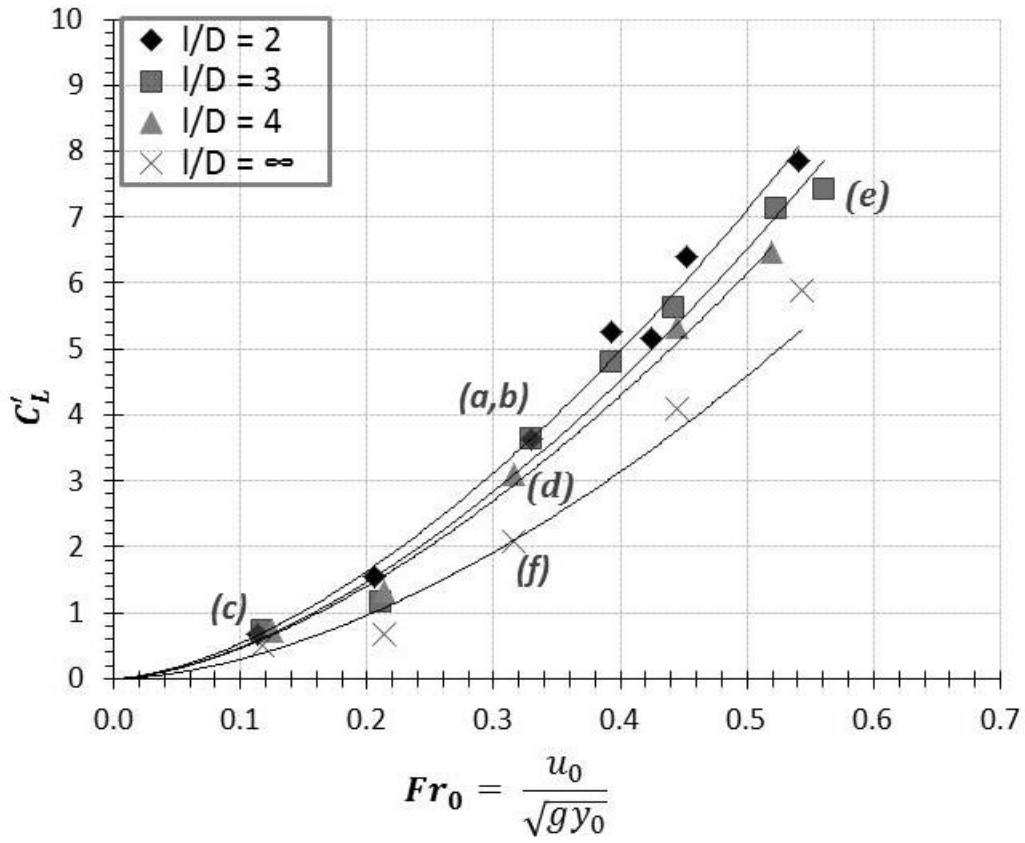 10
9
8
7
6
5
4
3
2
1
0
l/D = 2
l/D = 3
l/D = 4
l/D = ∞
(e)
(a,b)
(d)
(f)
(c)
C'_L
0.0 0.1 0.2 0.3 0.4 0.5 0.6 0.7
Fr₀ = u₀ / √gy₀